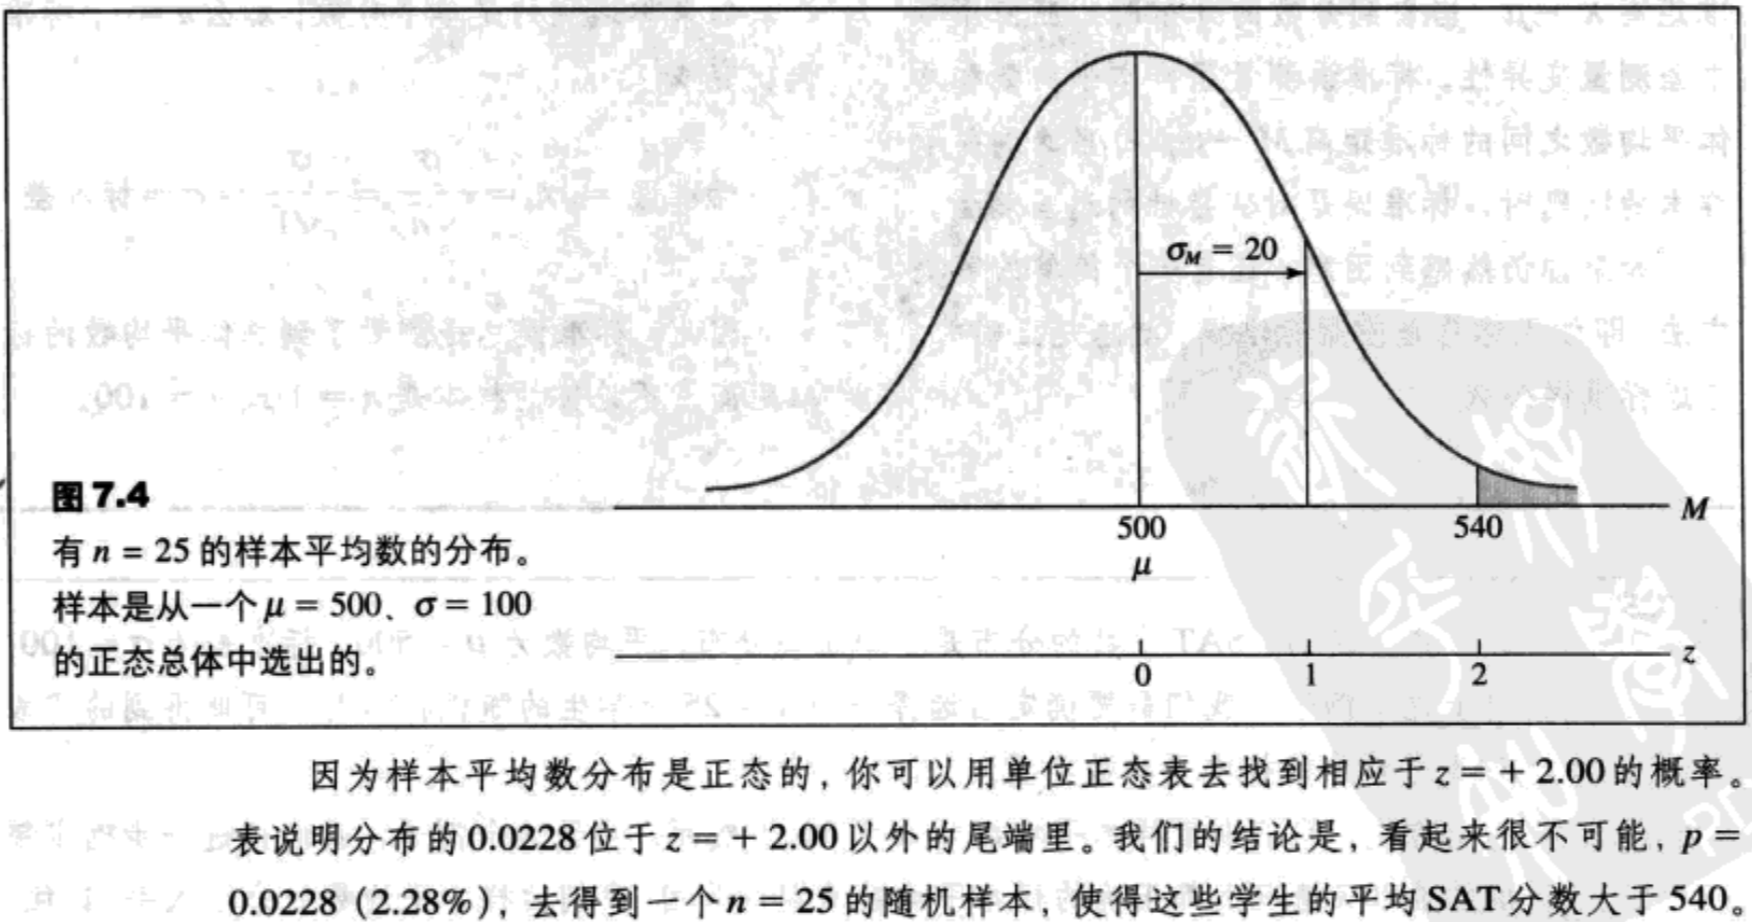 σM = 20
M
500
540
μ
图7.4
有 n = 25 的样本平均数的分布。
样本是从一个 μ = 500、σ = 100
的正态总体中选出的。
z
0 1 2
因为样本平均数分布是正态的，你可以用单位正态表去找到相应于 z = + 2.00 的概率。
表说明分布的 0.0228 位于 z = + 2.00 以外的尾端里。我们的结论是，看起来很不可能，p =
0.0228 (2.28%)，去得到一个 n = 25 的随机样本，使得这些学生的平均 SAT 分数大于 540。